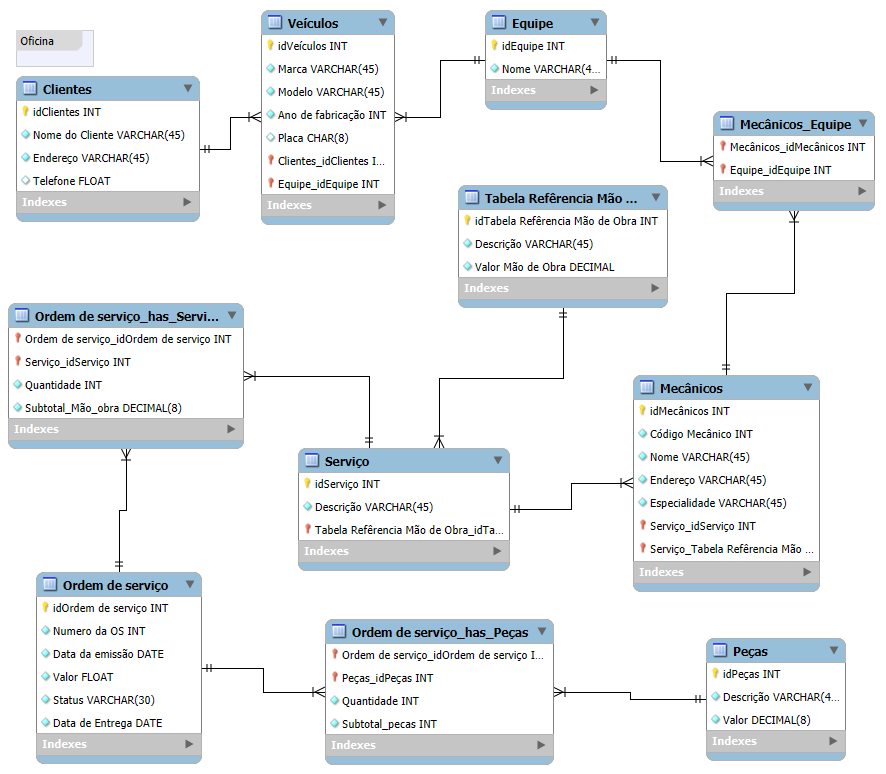 Oficina
Clientes
idClientes INT
Nome do Cliente VARCHAR(45)
Endereço VARCHAR(45)
Telefone FLOAT
Indexes
Veículos
idVeículos INT
Marca VARCHAR(45)
Modelo VARCHAR(45)
Ano de fabricação INT
Placa CHAR(8)
Clientes_idClientes I...
Equipe_idEquipe INT
Indexes
Equipe
idEquipe INT
Nome VARCHAR(4...
Indexes
Mecânicos_Equipe
Mecânicos_idMecânicos INT
Equipe_idEquipe INT
Indexes
Tabela Refêrencia Mão ...
idTabela Refêrencia Mão de Obra INT
Descrição VARCHAR(45)
Valor Mão de Obra DECIMAL
Indexes
Ordem de serviço_has_Servi...
Ordem de serviço_idOrdem de serviço INT
Serviço_idServiço INT
Quantidade INT
Subtotal_Mão_obra DECIMAL(8)
Indexes
Serviço
idServiço INT
Descrição VARCHAR(45)
Tabela Refêrencia Mão de Obra_idTa...
Indexes
Mecânicos
idMecânicos INT
Código Mecânico INT
Nome VARCHAR(45)
Endereço VARCHAR(45)
Especialidade VARCHAR(45)
Serviço_idServiço INT
Serviço_Tabela Refêrencia Mão ...
Indexes
Ordem de serviço
idOrdem de serviço INT
Numero da OS INT
Data da emissão DATE
Valor FLOAT
Status VARCHAR(30)
Data de Entrega DATE
Indexes
Ordem de serviço_has_Peças
Ordem de serviço_idOrdem de serviço I...
Peças_idPeças INT
Quantidade INT
Subtotal_pecas INT
Indexes
Peças
idPeças INT
Descrição VARCHAR(4...
Valor DECIMAL(8)
Indexes